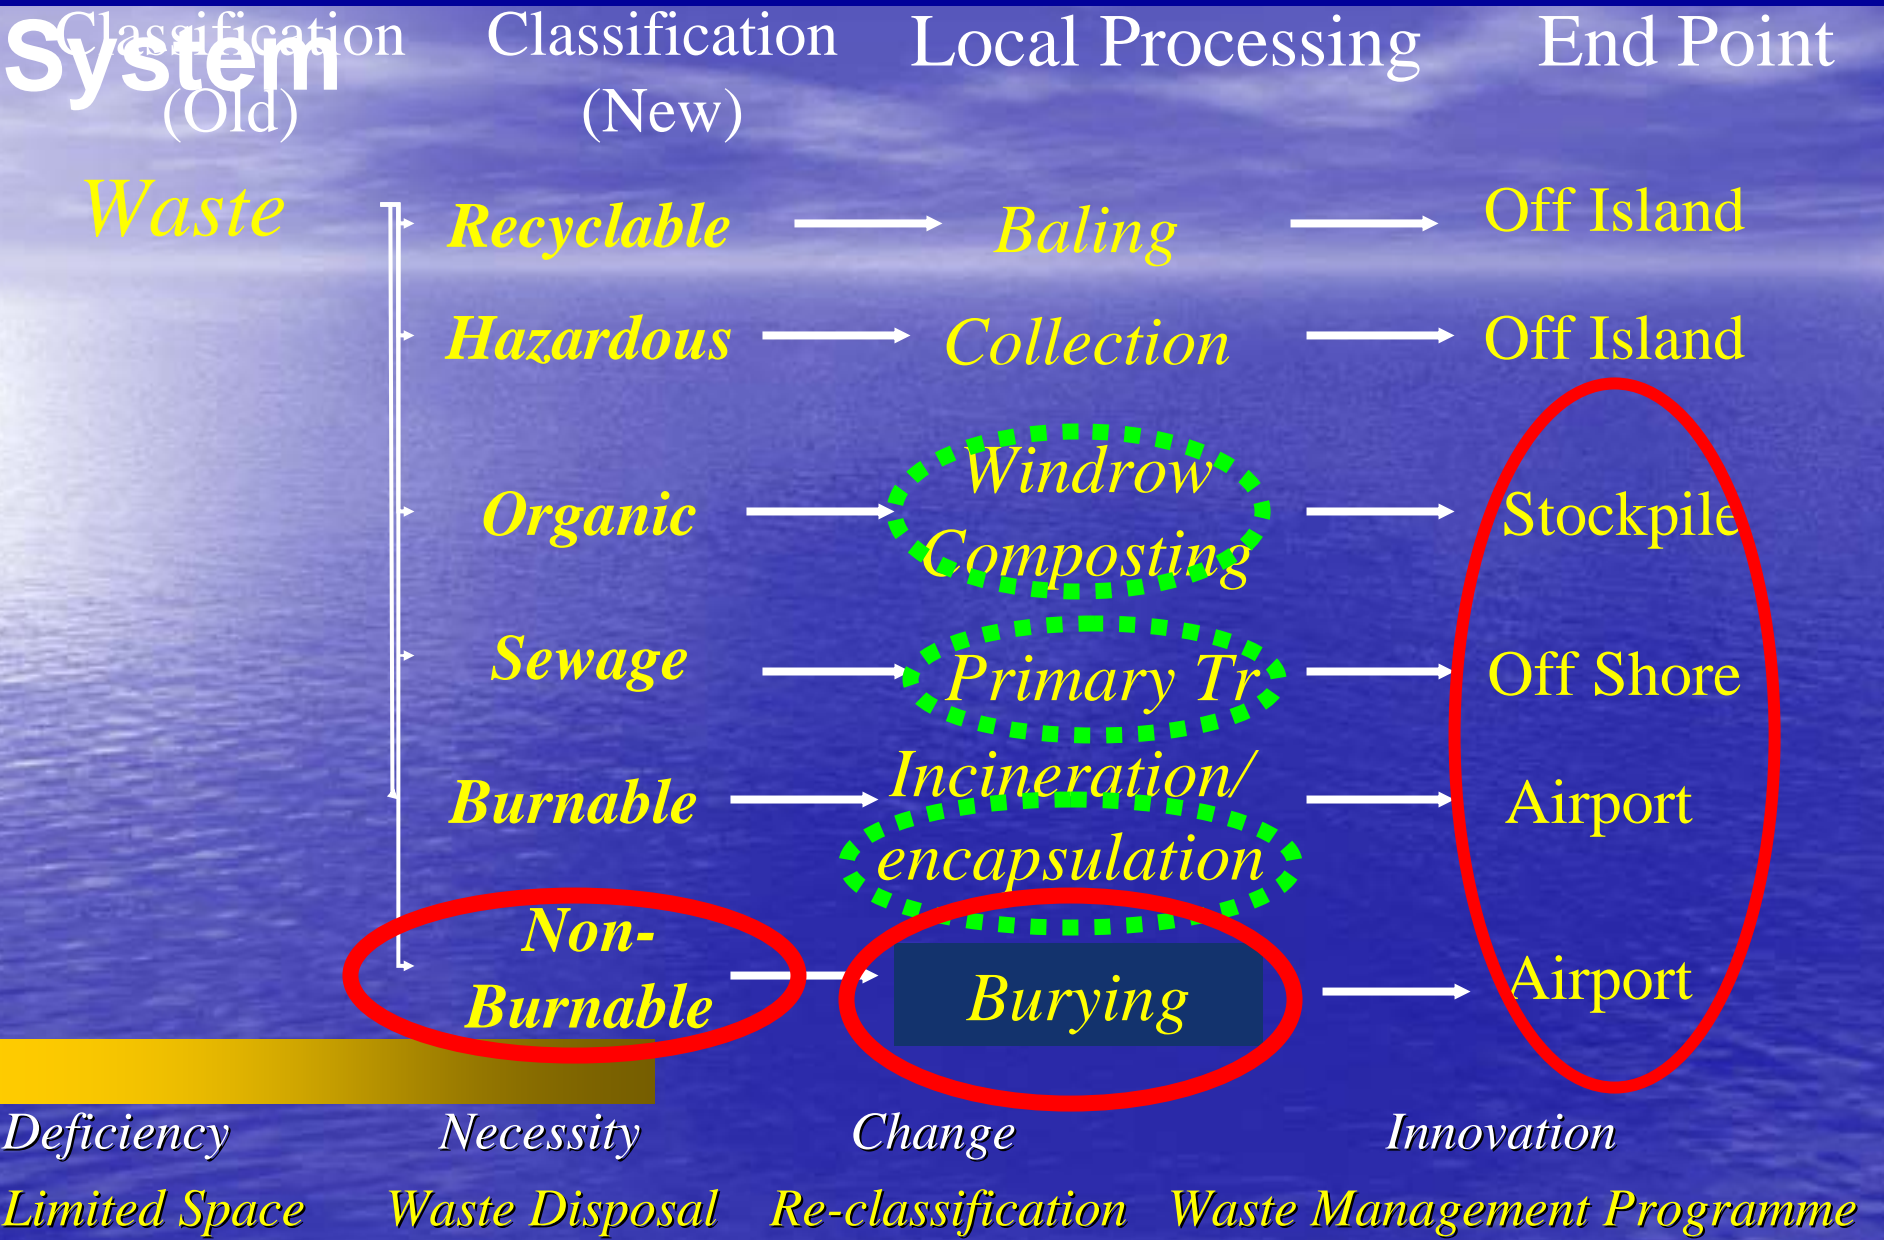 System
Classification
(Old)
Classification
(New)
Local Processing
End Point
Waste
Recyclable
Baling
Off Island
Hazardous
Collection
Off Island
Organic
Windrow
Composting
Stockpile
Sewage
Primary Tr
Off Shore
Burnable
Incineration/
encapsulation
Airport
Non-
Burnable
Burying
Airport
Deficiency Necessity Change Innovation
Limited Space Waste Disposal Re-classification Waste Management Programme